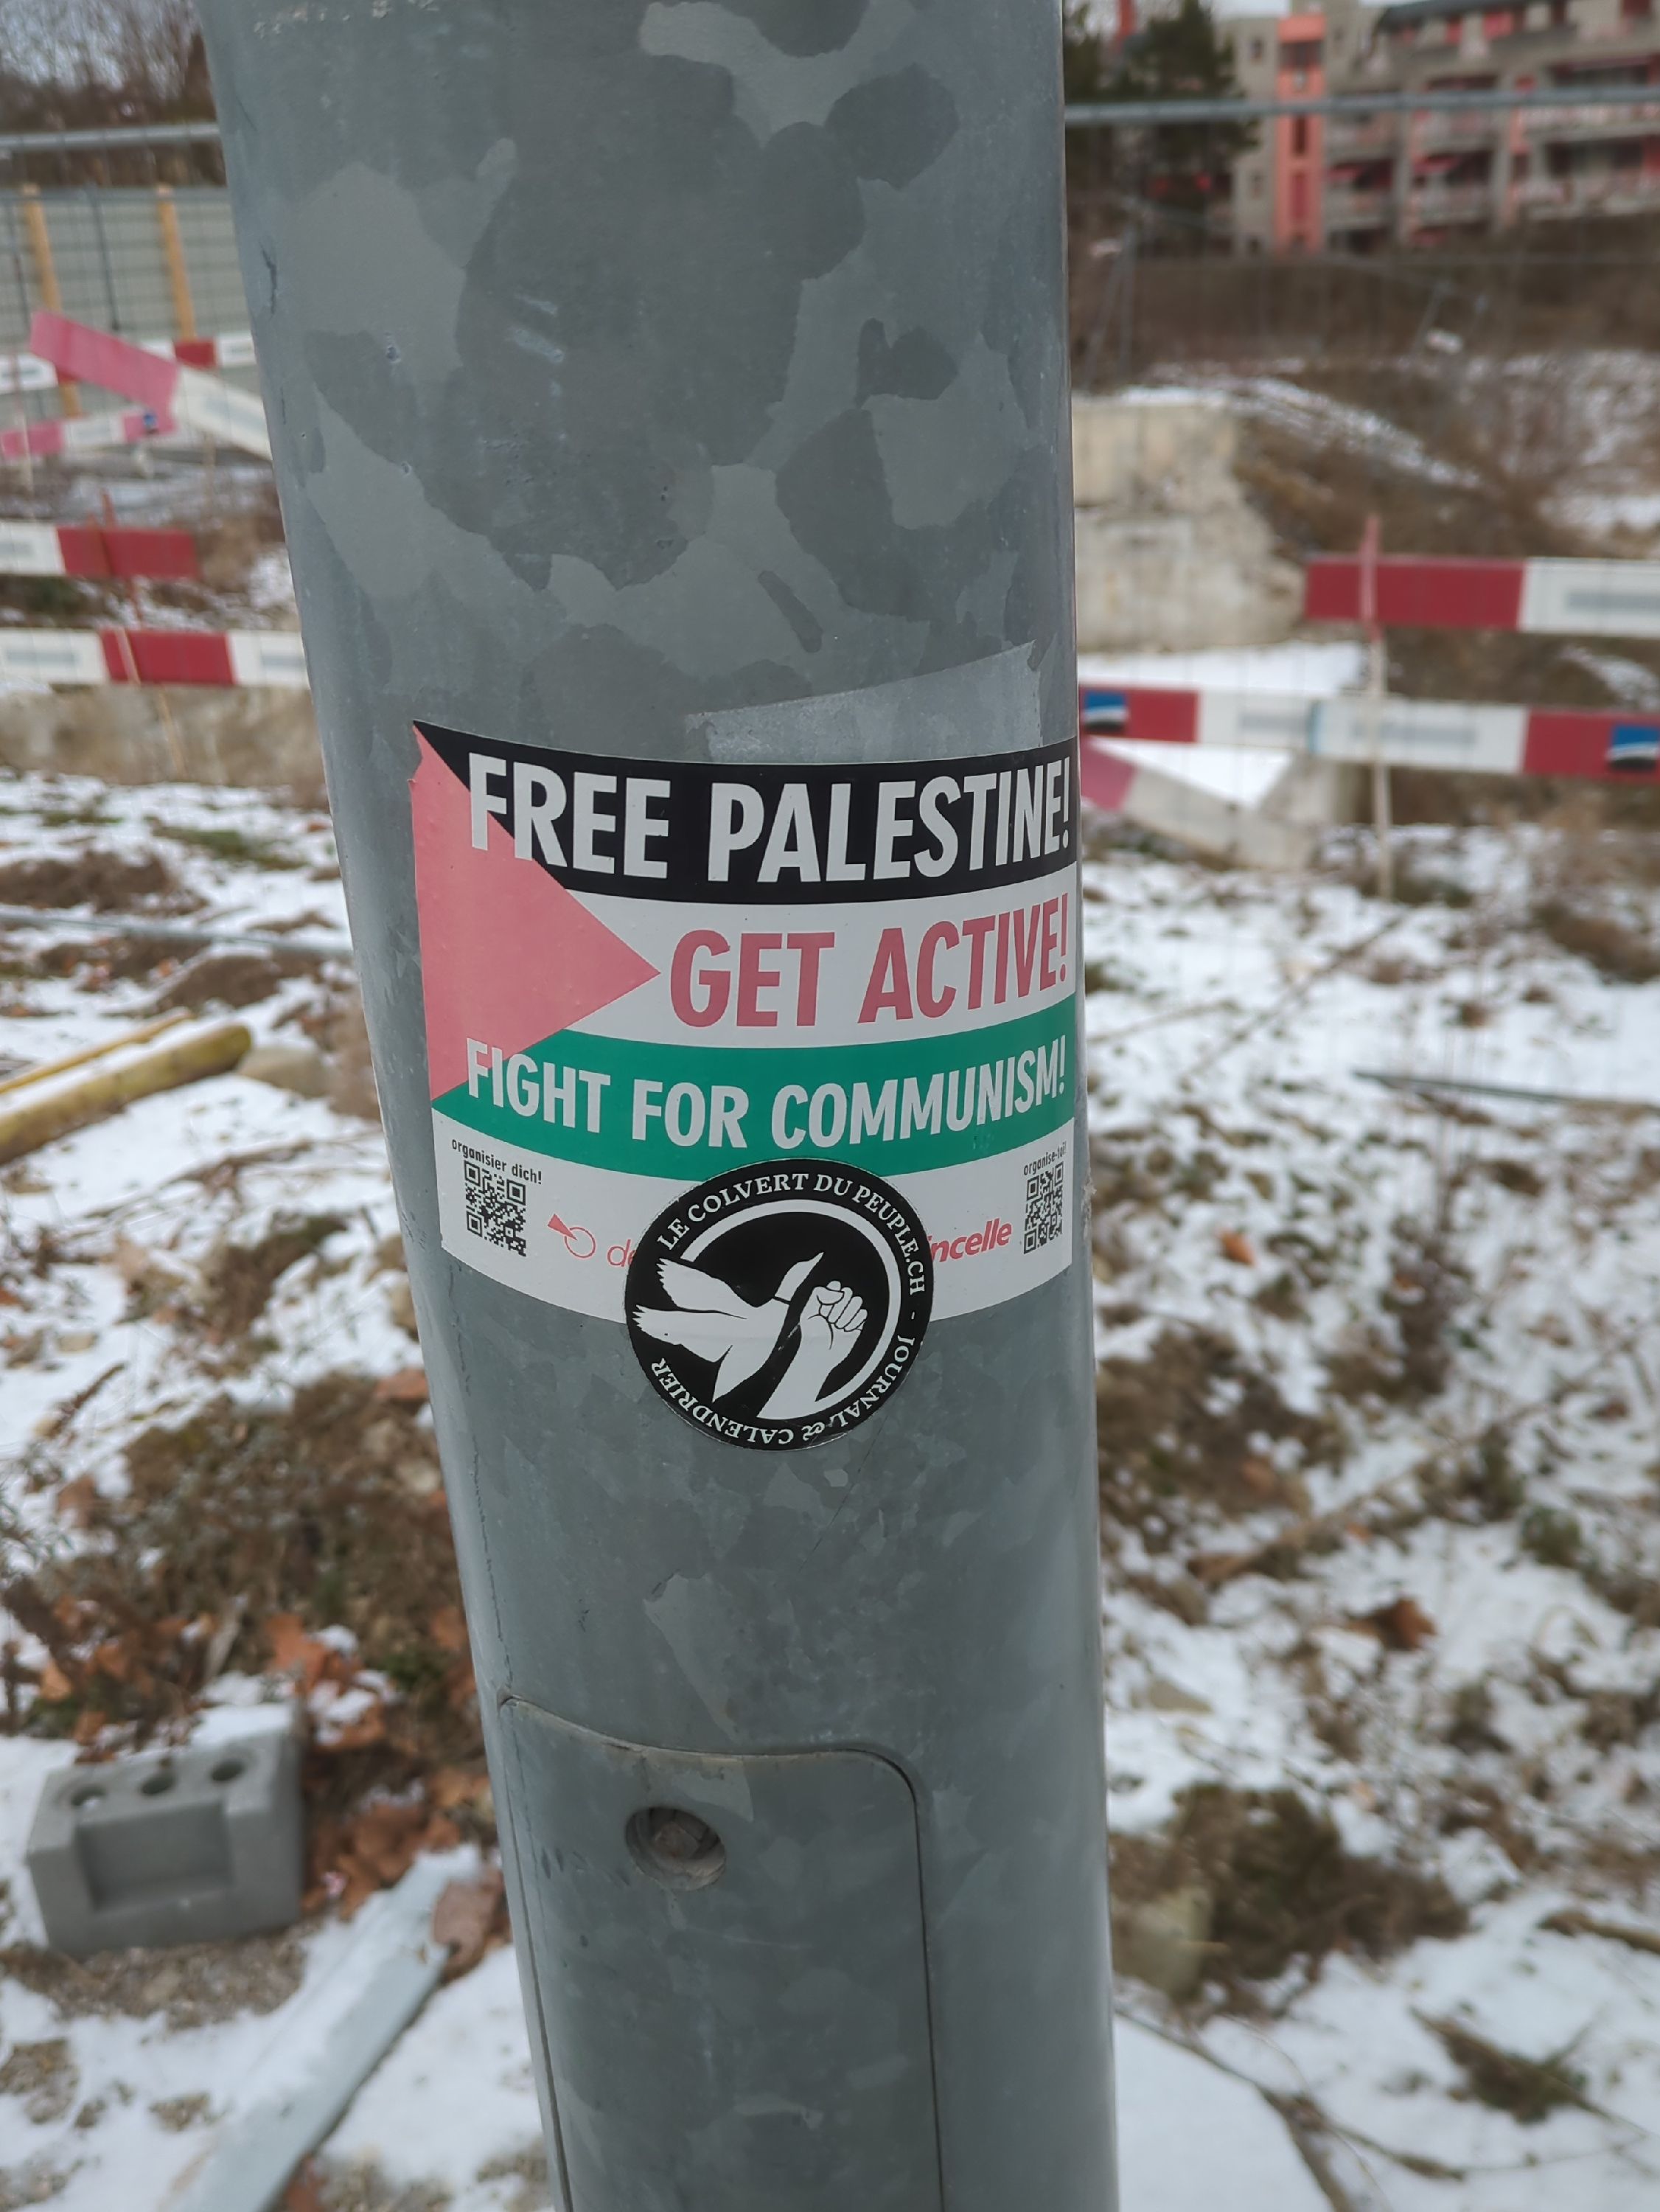 FREE PALESTINE!
GET ACTIVE!
FIGHT FOR COMMUNISM!
organisier dich!
organise-toi!
LE COLVERT DU PEUPLE.CH - JOURNAL & CALENDRIER